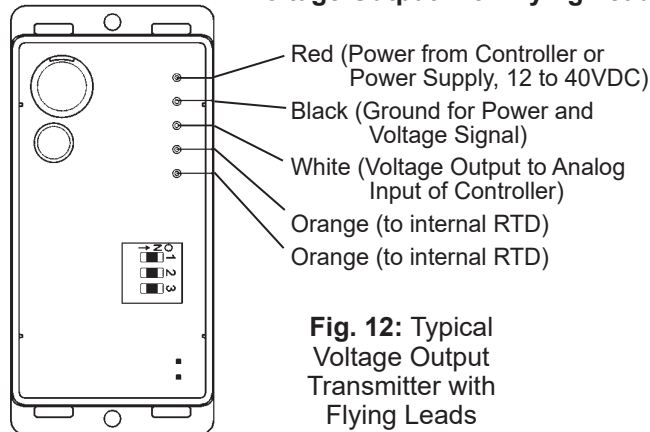 Red (Power from Controller or
Power Supply, 12 to 40VDC)
Black (Ground for Power and
Voltage Signal)
White (Voltage Output to Analog
Input of Controller)
Orange (to internal RTD)
Orange (to internal RTD)
O N →
1
2
3
Fig. 12: Typical
Voltage Output
Transmitter with
Flying Leads